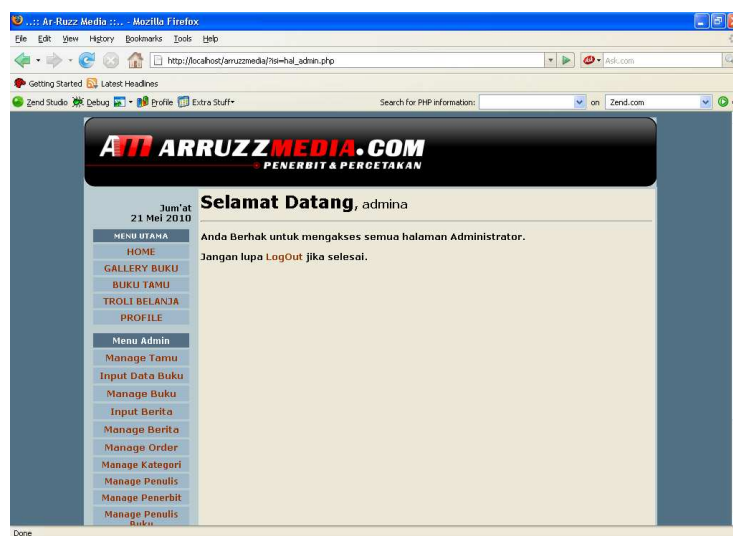 ..:: Ar-Ruzz Media ::.. - Mozilla Firefox
File Edit View History Bookmarks Tools Help
http://localhost/arruzzmedia/?isi=hal_admin.php
Ask.com
Getting Started Latest Headlines
Zend Studio Debug Profile Extra Stuff Search for PHP information: on Zend.com
AM ARRUZZMEDIA.COM
PENERBIT & PERCETAKAN
Jum'at
21 Mei 2010
MENU UTAMA
HOME
GALLERY BUKU
BUKU TAMU
TROLI BELANJA
PROFILE
Menu Admin
Manage Tamu
Input Data Buku
Manage Buku
Input Berita
Manage Berita
Manage Order
Manage Kategori
Manage Penulis
Manage Penerbit
Manage Penulis
Buku
Selamat Datang, admina
Anda Berhak untuk mengakses semua halaman Administrator.
Jangan lupa LogOut jika selesai.
Done